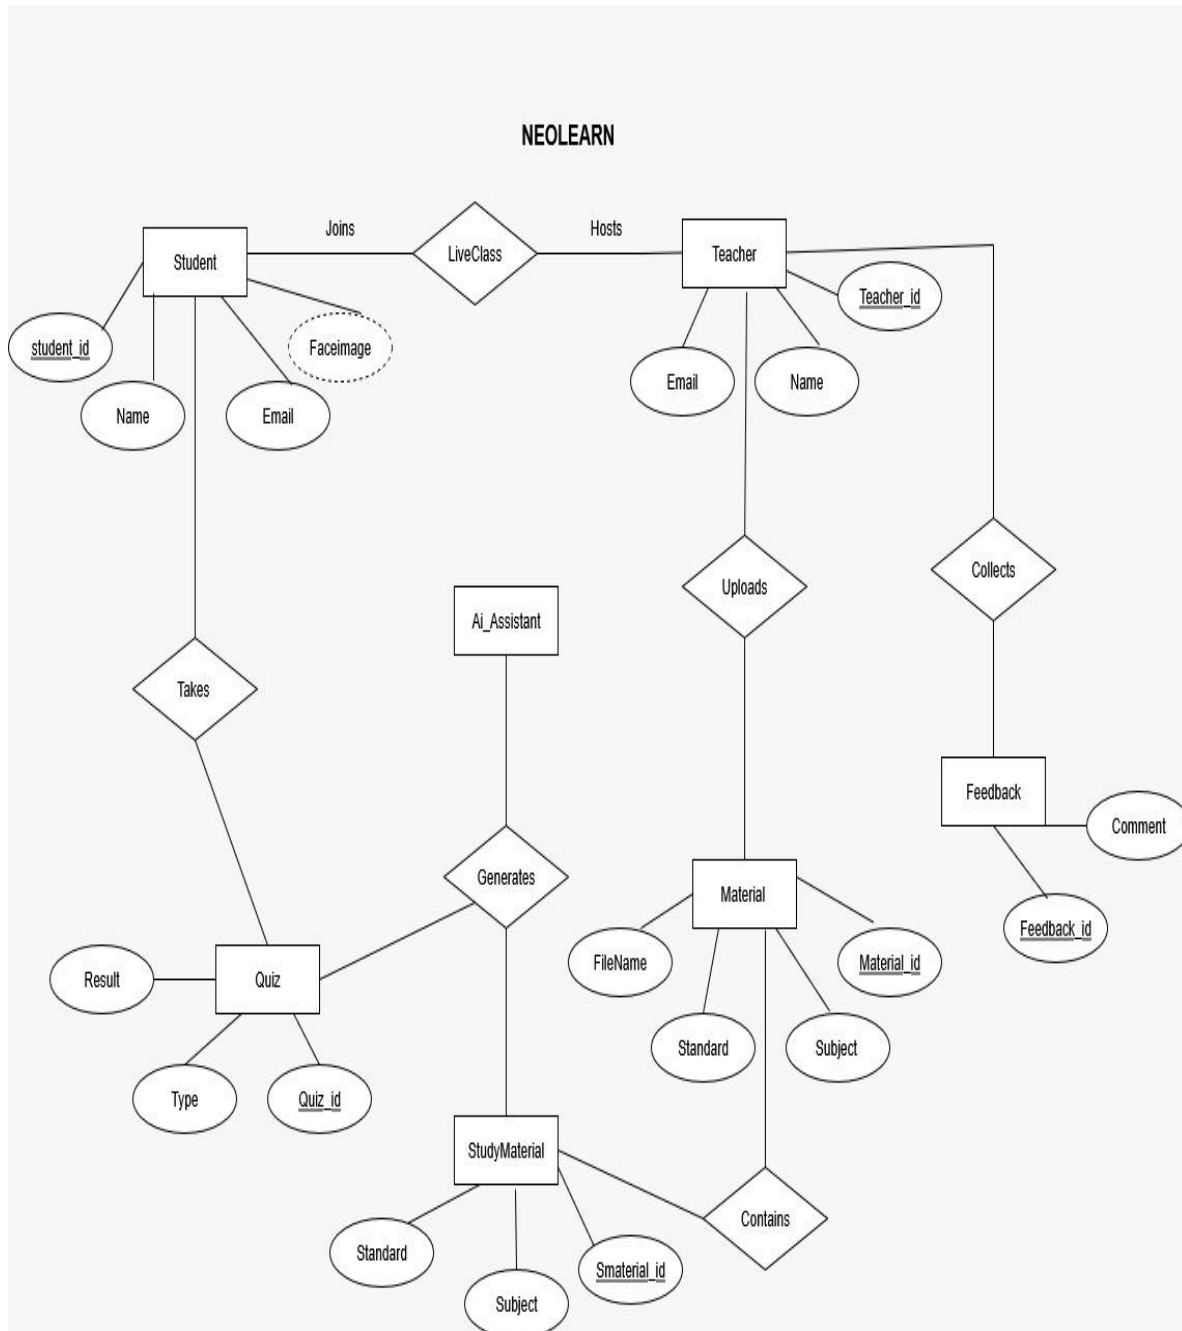 NEOLEARN
Joins
LiveClass
Hosts
Student
Teacher
student_id
Name
Email
Faceimage
Teacher_id
Email
Name
Takes
Ai_Assistant
Uploads
Collects
Generates
Feedback
Comment
Feedback_id
Material
FileName
Standard
Subject
Material_id
Result
Quiz
Type
Quiz_id
StudyMaterial
Contains
Standard
Subject
Smaterial_id